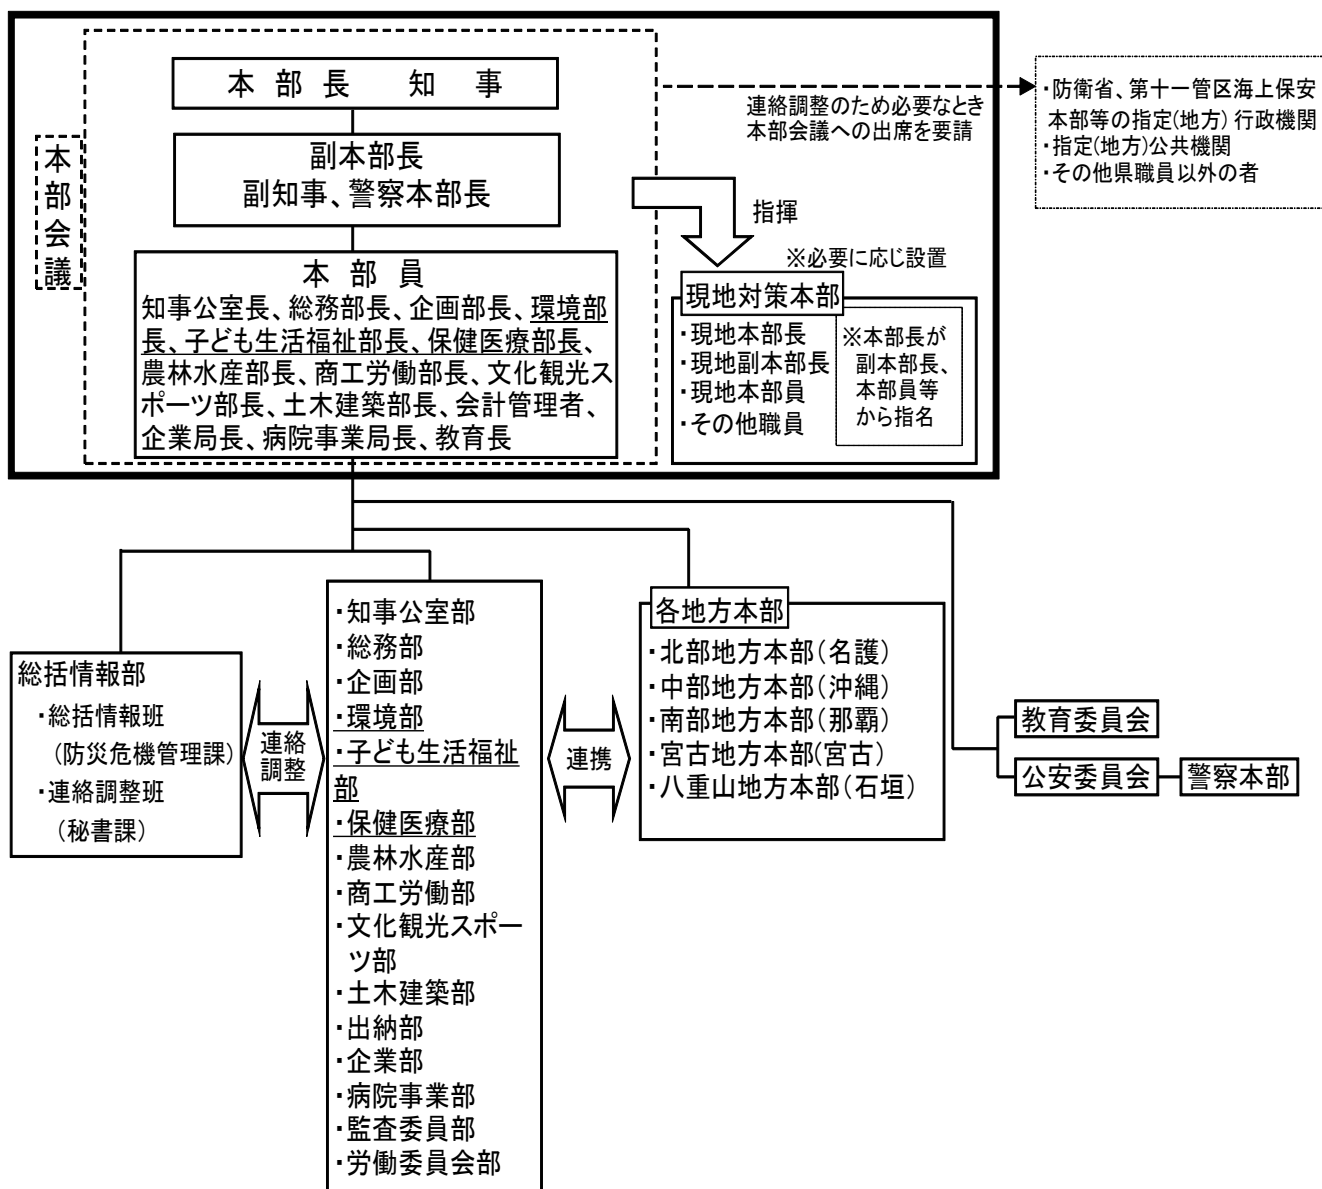 本部会議
本 部 長　知　事
副本部長
副知事、警察本部長
本 部 員
知事公室長、総務部長、企画部長、環境部
長、子ども生活福祉部長、保健医療部長、
農林水産部長、商工労働部長、文化観光ス
ポーツ部長、土木建築部長、会計管理者、
企業局長、病院事業局長、教育長
連絡調整のため必要なとき
本部会議への出席を要請
・防衛省、第十一管区海上保安
本部等の指定(地方) 行政機関
・指定(地方)公共機関
・その他県職員以外の者
指揮
※必要に応じ設置
現地対策本部
・現地本部長
・現地副本部長
・現地本部員
・その他職員
※本部長が
副本部長、
本部員等
から指名
総括情報部
・総括情報班
（防災危機管理課）
・連絡調整班
（秘書課）
連絡
調整
・知事公室部
・総務部
・企画部
・環境部
・子ども生活福祉
部
・保健医療部
・農林水産部
・商工労働部
・文化観光スポー
ツ部
・土木建築部
・出納部
・企業部
・病院事業部
・監査委員部
・労働委員会部
連携
各地方本部
・北部地方本部（名護）
・中部地方本部（沖縄）
・南部地方本部（那覇）
・宮古地方本部(宮古）
・八重山地方本部（石垣）
教育委員会
公安委員会
警察本部